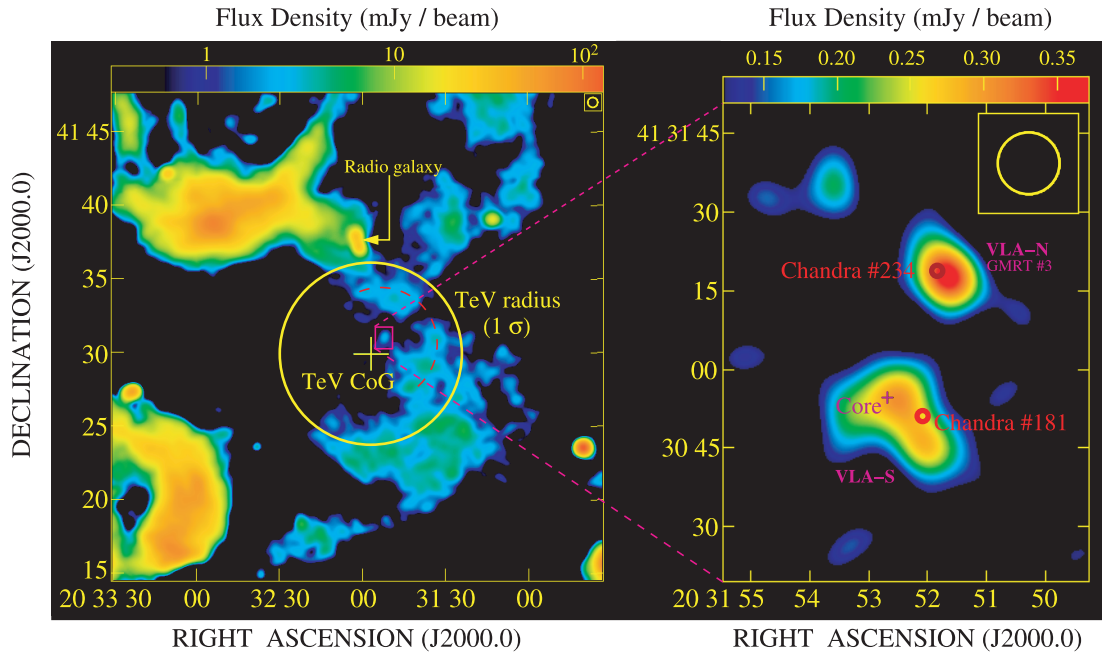 Flux Density (mJy / beam)
1 10 10²
41 45
40
35
30
25
20
15
Radio galaxy
TeV radius
(1 σ)
TeV CoG
20 33 30 00 32 30 00 31 30 00
RIGHT ASCENSION (J2000.0)
DECLINATION (J2000.0)
Flux Density (mJy / beam)
0.15 0.20 0.25 0.30 0.35
41 31 45
30
15
00
30 45
30
VLA-N
GMRT #3
Chandra #234
Core
Chandra #181
VLA-S
20 31 55 54 53 52 51 50
RIGHT ASCENSION (J2000.0)